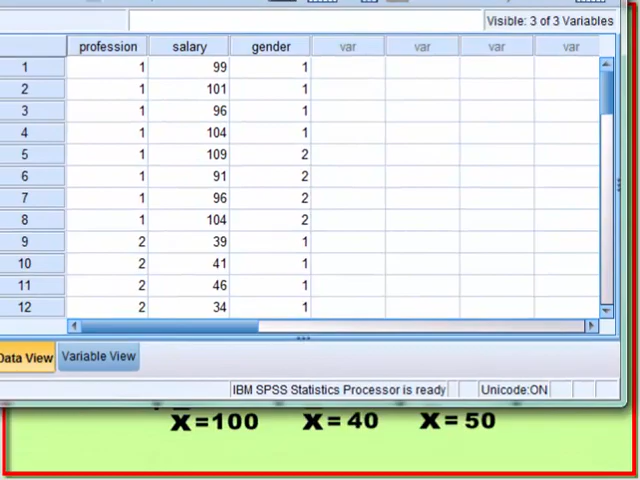 Visible: 3 of 3 Variables
profession salary gender var var var var
1 1 99 1
2 1 101 1
3 1 96 1
4 1 104 1
5 1 109 2
6 1 91 2
7 1 96 2
8 1 104 2
9 2 39 1
10 2 41 1
11 2 46 1
12 2 34 1
Data View Variable View
IBM SPSS Statistics Processor is ready Unicode:ON
x̄=100 x̄= 40 x̄= 50